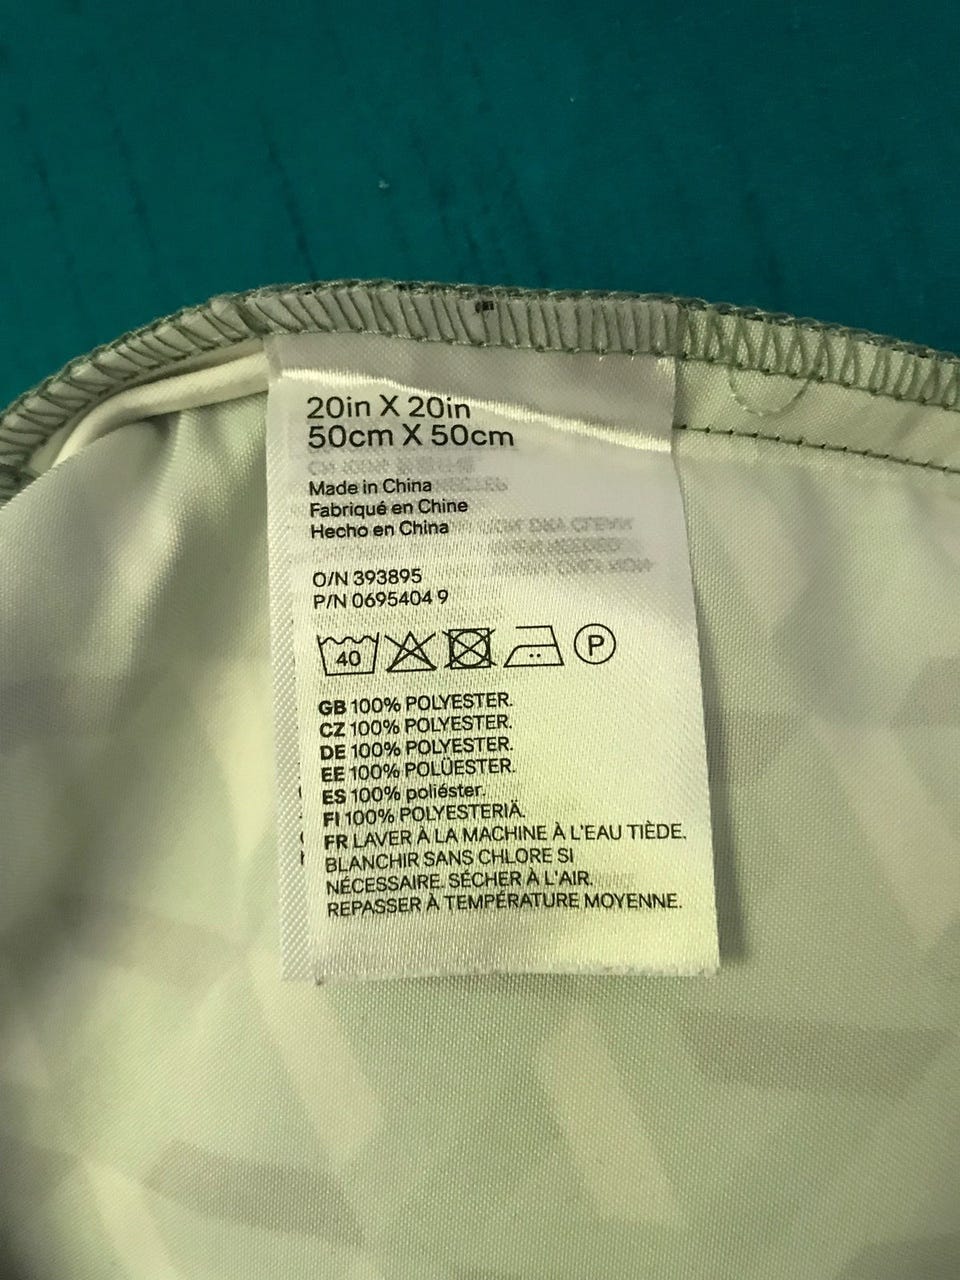 20in X 20in
50cm X 50cm
Made in China
Fabriqué en Chine
Hecho en China
O/N 393895
P/N 0695404 9
40
P
GB 100% POLYESTER.
CZ 100% POLYESTER.
DE 100% POLYESTER.
EE 100% POLÜESTER.
ES 100% poliéster.
FI 100% POLYESTERIÄ.
FR LAVER À LA MACHINE À L'EAU TIÈDE.
BLANCHIR SANS CHLORE SI
NÉCESSAIRE. SÉCHER À L'AIR.
REPASSER À TEMPÉRATURE MOYENNE.